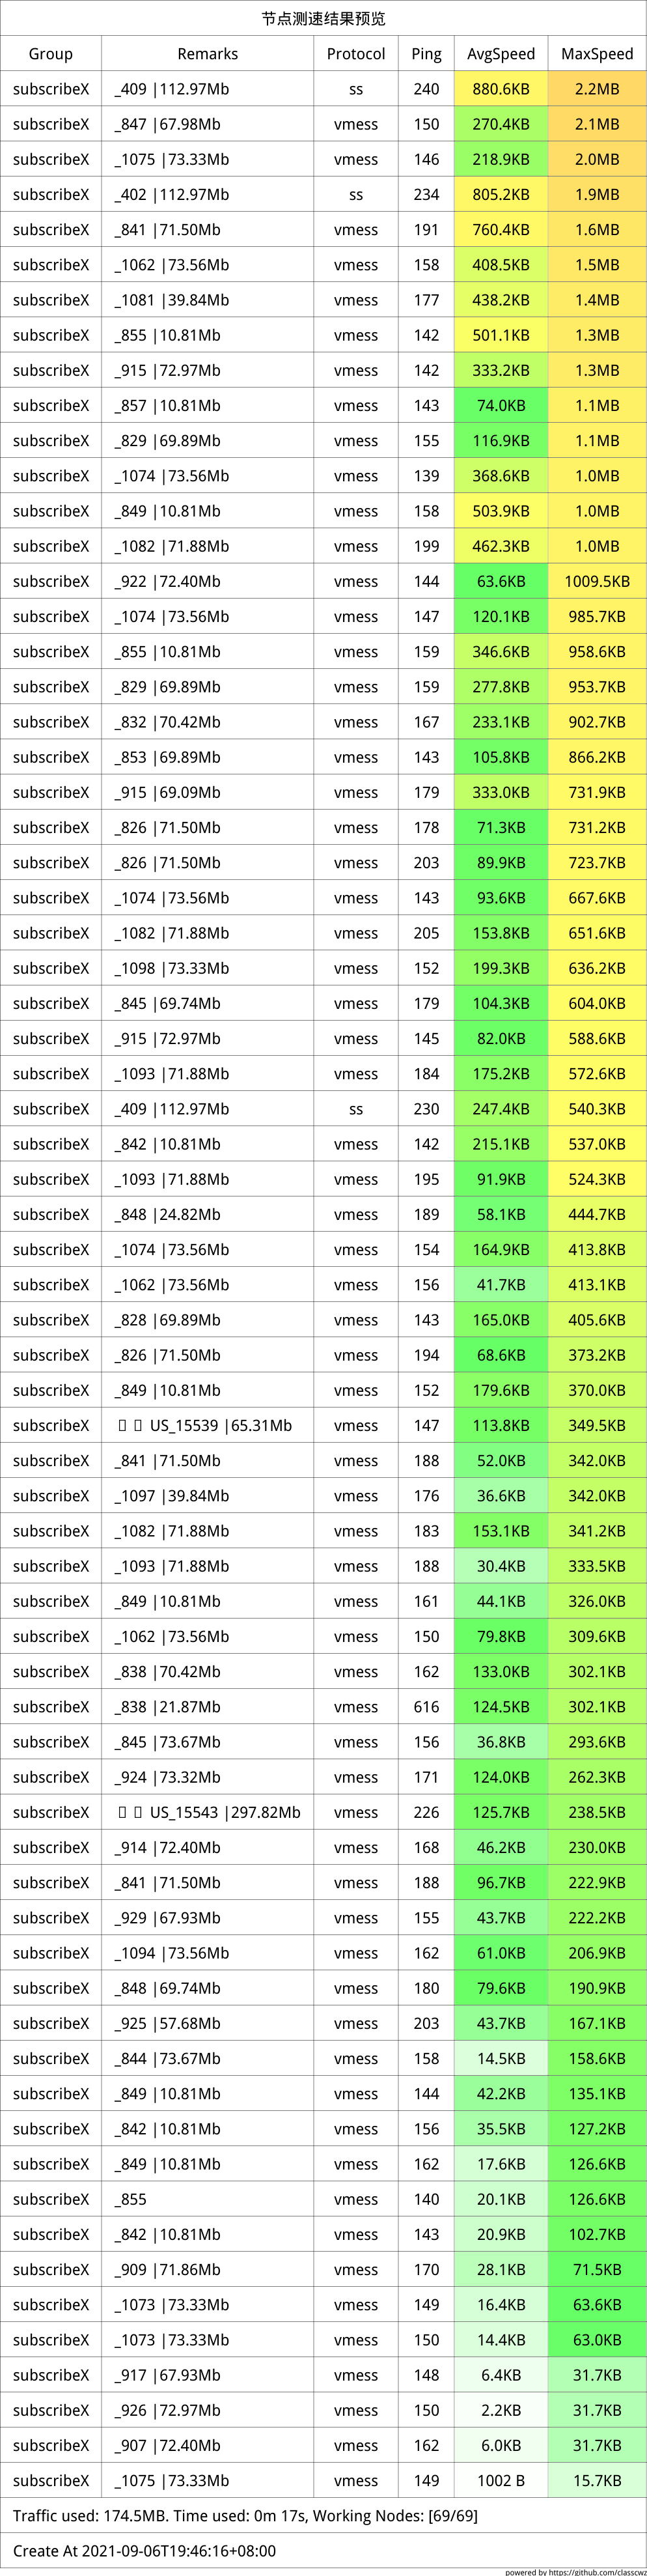 节点测速结果预览
Group Remarks Protocol Ping AvgSpeed MaxSpeed
subscribeX _409 |112.97Mb ss 240 880.6KB 2.2MB
subscribeX _847 |67.98Mb vmess 150 270.4KB 2.1MB
subscribeX _1075 |73.33Mb vmess 146 218.9KB 2.0MB
subscribeX _402 |112.97Mb ss 234 805.2KB 1.9MB
subscribeX _841 |71.50Mb vmess 191 760.4KB 1.6MB
subscribeX _1062 |73.56Mb vmess 158 408.5KB 1.5MB
subscribeX _1081 |39.84Mb vmess 177 438.2KB 1.4MB
subscribeX _855 |10.81Mb vmess 142 501.1KB 1.3MB
subscribeX _915 |72.97Mb vmess 142 333.2KB 1.3MB
subscribeX _857 |10.81Mb vmess 143 74.0KB 1.1MB
subscribeX _829 |69.89Mb vmess 155 116.9KB 1.1MB
subscribeX _1074 |73.56Mb vmess 139 368.6KB 1.0MB
subscribeX _849 |10.81Mb vmess 158 503.9KB 1.0MB
subscribeX _1082 |71.88Mb vmess 199 462.3KB 1.0MB
subscribeX _922 |72.40Mb vmess 144 63.6KB 1009.5KB
subscribeX _1074 |73.56Mb vmess 147 120.1KB 985.7KB
subscribeX _855 |10.81Mb vmess 159 346.6KB 958.6KB
subscribeX _829 |69.89Mb vmess 159 277.8KB 953.7KB
subscribeX _832 |70.42Mb vmess 167 233.1KB 902.7KB
subscribeX _853 |69.89Mb vmess 143 105.8KB 866.2KB
subscribeX _915 |69.09Mb vmess 179 333.0KB 731.9KB
subscribeX _826 |71.50Mb vmess 178 71.3KB 731.2KB
subscribeX _826 |71.50Mb vmess 203 89.9KB 723.7KB
subscribeX _1074 |73.56Mb vmess 143 93.6KB 667.6KB
subscribeX _1082 |71.88Mb vmess 205 153.8KB 651.6KB
subscribeX _1098 |73.33Mb vmess 152 199.3KB 636.2KB
subscribeX _845 |69.74Mb vmess 179 104.3KB 604.0KB
subscribeX _915 |72.97Mb vmess 145 82.0KB 588.6KB
subscribeX _1093 |71.88Mb vmess 184 175.2KB 572.6KB
subscribeX _409 |112.97Mb ss 230 247.4KB 540.3KB
subscribeX _842 |10.81Mb vmess 142 215.1KB 537.0KB
subscribeX _1093 |71.88Mb vmess 195 91.9KB 524.3KB
subscribeX _848 |24.82Mb vmess 189 58.1KB 444.7KB
subscribeX _1074 |73.56Mb vmess 154 164.9KB 413.8KB
subscribeX _1062 |73.56Mb vmess 156 41.7KB 413.1KB
subscribeX _828 |69.89Mb vmess 143 165.0KB 405.6KB
subscribeX _826 |71.50Mb vmess 194 68.6KB 373.2KB
subscribeX _849 |10.81Mb vmess 152 179.6KB 370.0KB
subscribeX US_15539 |65.31Mb vmess 147 113.8KB 349.5KB
subscribeX _841 |71.50Mb vmess 188 52.0KB 342.0KB
subscribeX _1097 |39.84Mb vmess 176 36.6KB 342.0KB
subscribeX _1082 |71.88Mb vmess 183 153.1KB 341.2KB
subscribeX _1093 |71.88Mb vmess 188 30.4KB 333.5KB
subscribeX _849 |10.81Mb vmess 161 44.1KB 326.0KB
subscribeX _1062 |73.56Mb vmess 150 79.8KB 309.6KB
subscribeX _838 |70.42Mb vmess 162 133.0KB 302.1KB
subscribeX _838 |21.87Mb vmess 616 124.5KB 302.1KB
subscribeX _845 |73.67Mb vmess 156 36.8KB 293.6KB
subscribeX _924 |73.32Mb vmess 171 124.0KB 262.3KB
subscribeX US_15543 |297.82Mb vmess 226 125.7KB 238.5KB
subscribeX _914 |72.40Mb vmess 168 46.2KB 230.0KB
subscribeX _841 |71.50Mb vmess 188 96.7KB 222.9KB
subscribeX _929 |67.93Mb vmess 155 43.7KB 222.2KB
subscribeX _1094 |73.56Mb vmess 162 61.0KB 206.9KB
subscribeX _848 |69.74Mb vmess 180 79.6KB 190.9KB
subscribeX _925 |57.68Mb vmess 203 43.7KB 167.1KB
subscribeX _844 |73.67Mb vmess 158 14.5KB 158.6KB
subscribeX _849 |10.81Mb vmess 144 42.2KB 135.1KB
subscribeX _842 |10.81Mb vmess 156 35.5KB 127.2KB
subscribeX _849 |10.81Mb vmess 162 17.6KB 126.6KB
subscribeX _855 vmess 140 20.1KB 126.6KB
subscribeX _842 |10.81Mb vmess 143 20.9KB 102.7KB
subscribeX _909 |71.86Mb vmess 170 28.1KB 71.5KB
subscribeX _1073 |73.33Mb vmess 149 16.4KB 63.6KB
subscribeX _1073 |73.33Mb vmess 150 14.4KB 63.0KB
subscribeX _917 |67.93Mb vmess 148 6.4KB 31.7KB
subscribeX _926 |72.97Mb vmess 150 2.2KB 31.7KB
subscribeX _907 |72.40Mb vmess 162 6.0KB 31.7KB
subscribeX _1075 |73.33Mb vmess 149 1002 B 15.7KB
Traffic used: 174.5MB. Time used: 0m 17s, Working Nodes: [69/69]
Create At 2021-09-06T19:46:16+08:00
powered by https://github.com/classcwz